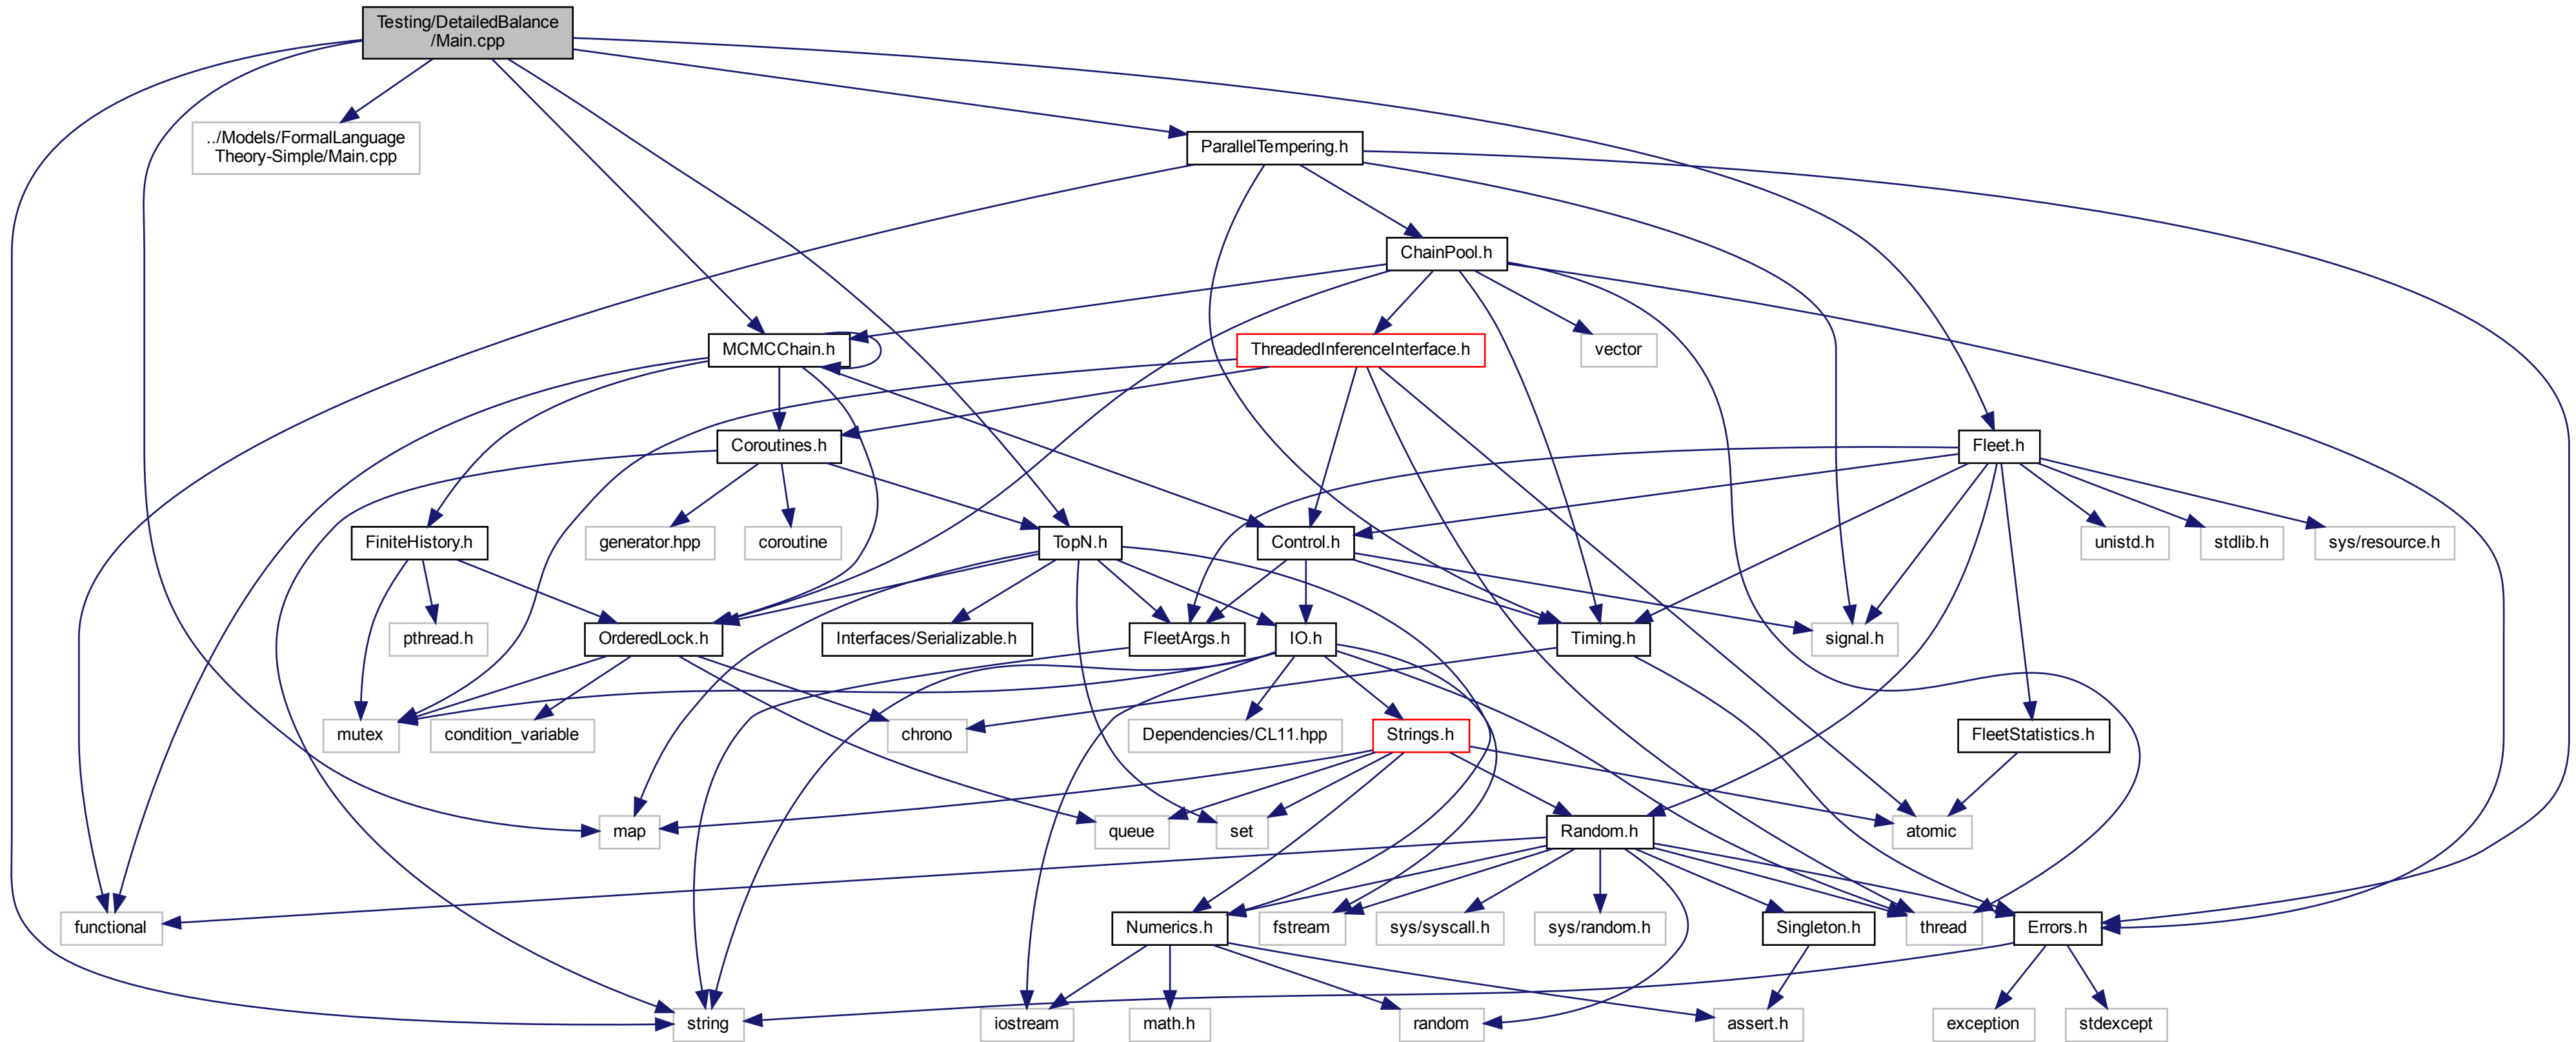 Testing/DetailedBalance
/Main.cpp
../Models/FormalLanguage
Theory-Simple/Main.cpp
ParallelTempering.h
ChainPool.h
MCMCChain.h
ThreadedInferenceInterface.h
vector
Coroutines.h
Fleet.h
FiniteHistory.h
generator.hpp
coroutine
TopN.h
Control.h
unistd.h
stdlib.h
sys/resource.h
pthread.h
OrderedLock.h
Interfaces/Serializable.h
FleetArgs.h
IO.h
Timing.h
signal.h
mutex
condition_variable
chrono
Dependencies/CL11.hpp
Strings.h
FleetStatistics.h
map
queue
set
Random.h
atomic
functional
Numerics.h
fstream
sys/syscall.h
sys/random.h
Singleton.h
thread
Errors.h
string
iostream
math.h
random
assert.h
exception
stdexcept